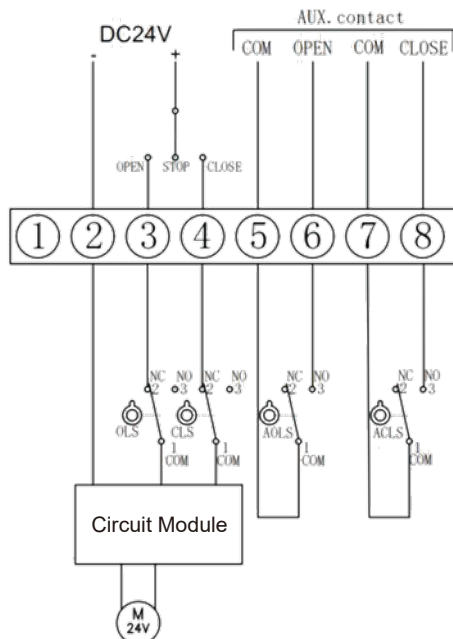 AUX. contact
DC24V
- +
COM OPEN COM CLOSE
OPEN STOP CLOSE
1 2 3 4 5 6 7 8
NC NO NC NO NC NO NC NO
2 3 2 3 2 3 2 3
OLS CLS AOLS ACLS
1 1 1 1
COM COM COM COM
Circuit Module
M
24V